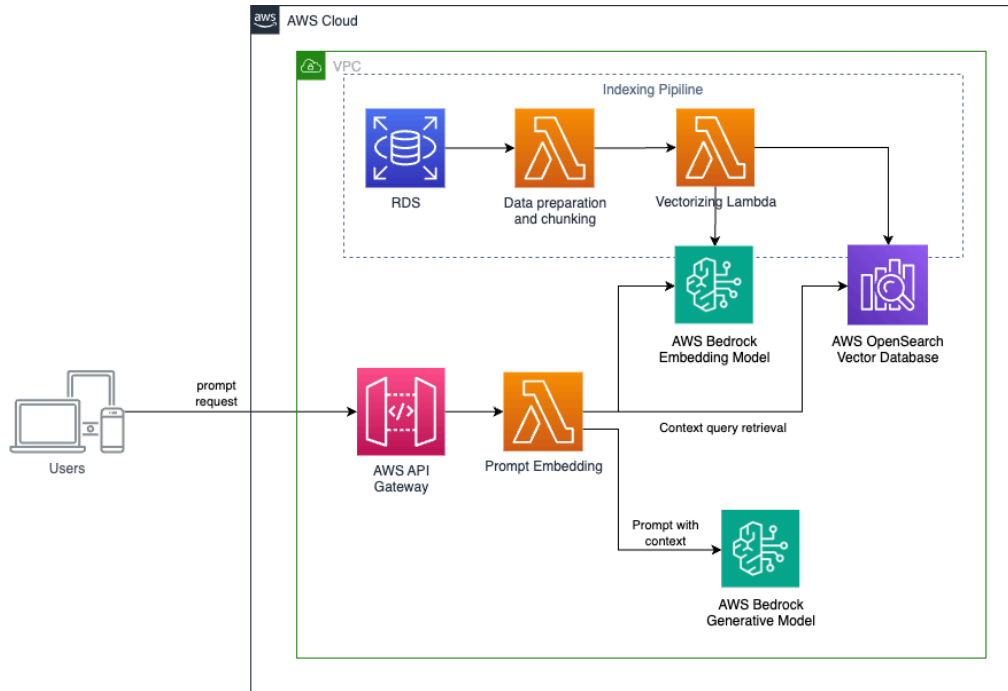 aws
AWS Cloud
VPC
Indexing Pipiline
RDS
Data preparation
and chunking
Vectorizing Lambda
AWS Bedrock
Embedding Model
AWS OpenSearch
Vector Database
prompt
request
Users
</>
AWS API
Gateway
Prompt Embedding
Context query retrieval
Prompt with
context
AWS Bedrock
Generative Model